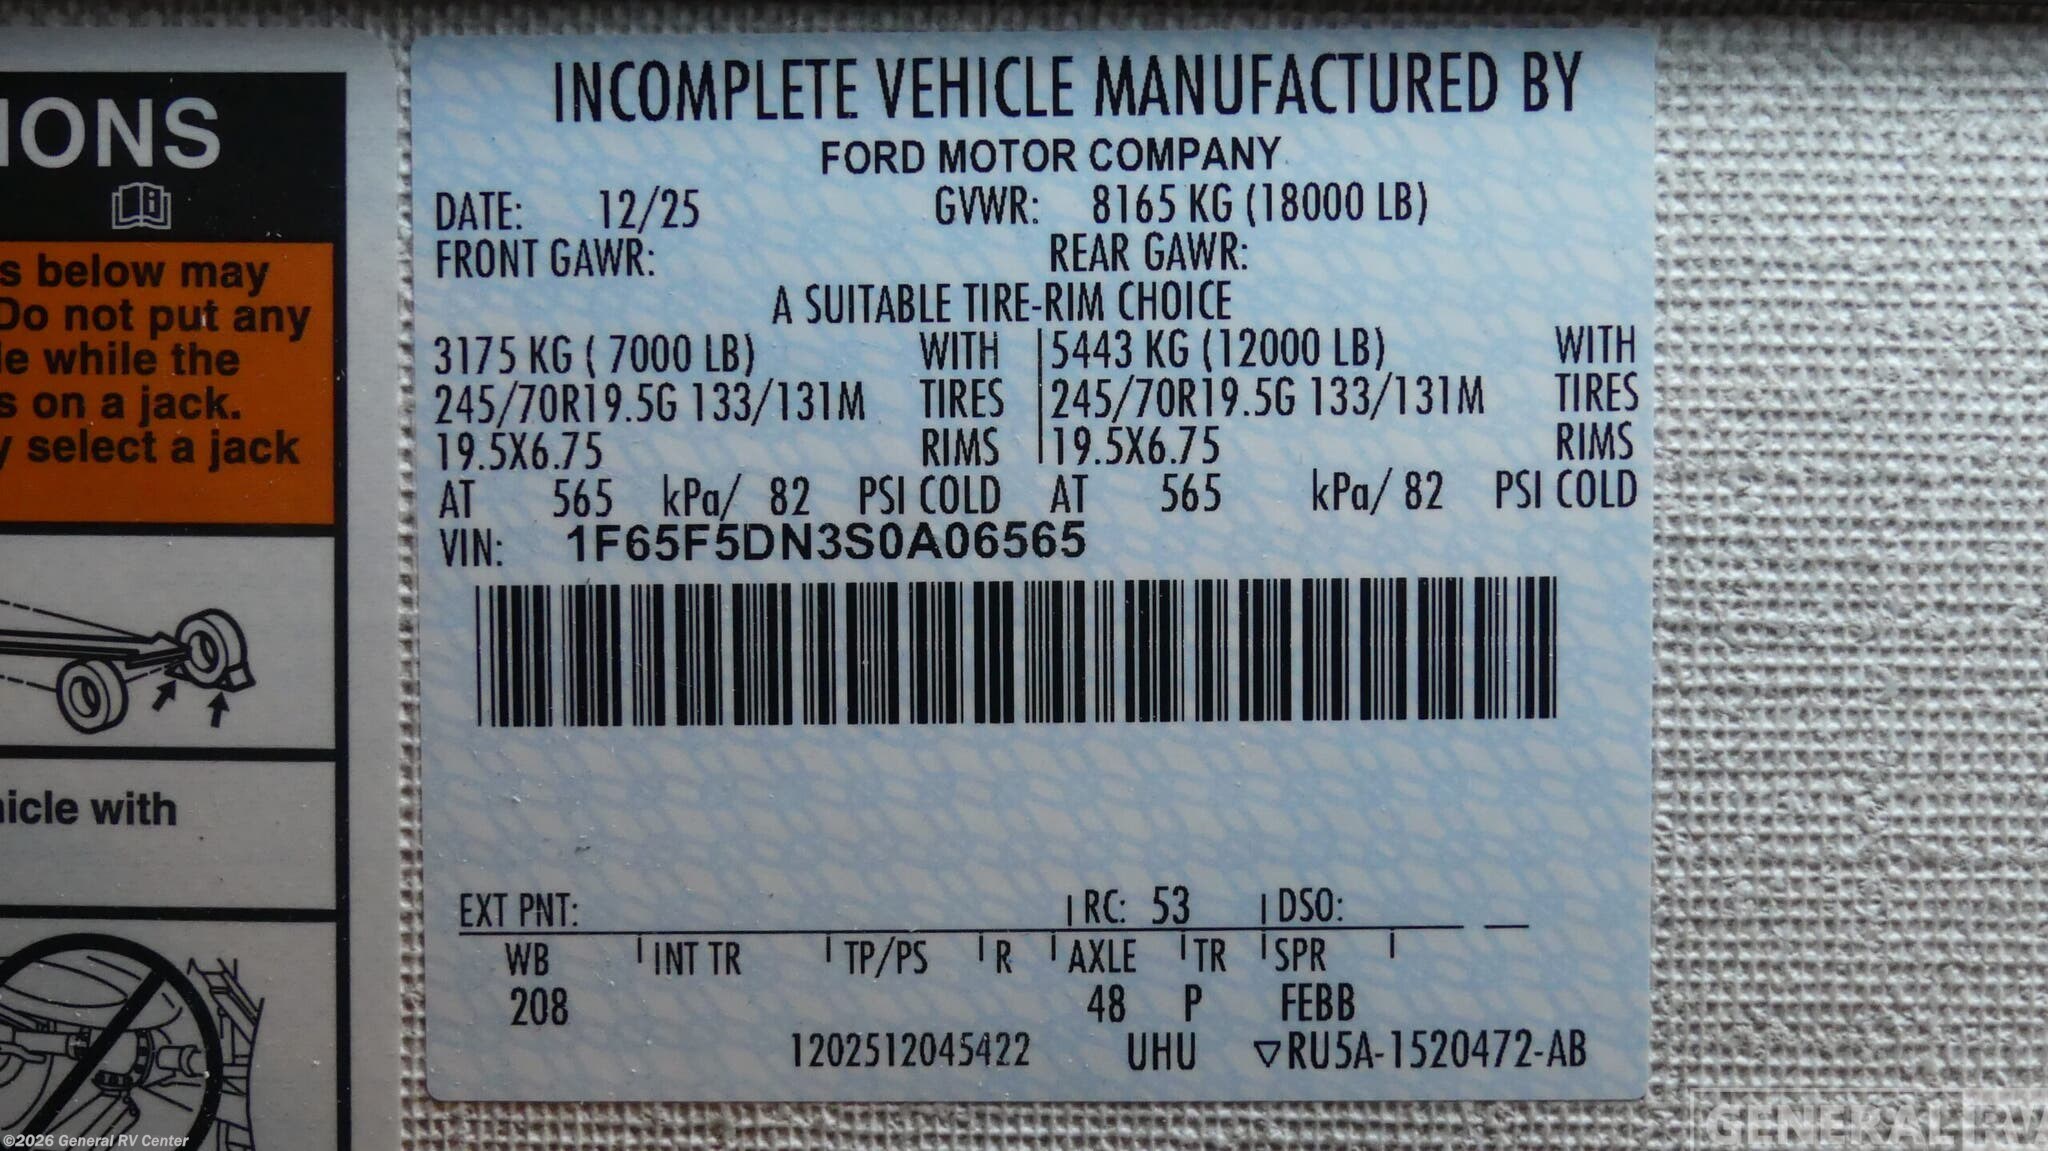 IONS
s below may
Do not put any
le while the
s on a jack.
y select a jack
icle with
INCOMPLETE VEHICLE MANUFACTURED BY
FORD MOTOR COMPANY
DATE: 12/25 GVWR: 8165 KG (18000 LB)
FRONT GAWR: REAR GAWR:
A SUITABLE TIRE-RIM CHOICE
3175 KG ( 7000 LB) WITH 5443 KG (12000 LB) WITH
245/70R19.5G 133/131M TIRES 245/70R19.5G 133/131M TIRES
19.5X6.75 RIMS 19.5X6.75 RIMS
AT 565 kPa/ 82 PSI COLD AT 565 kPa/ 82 PSI COLD
VIN: 1F65F5DN3S0A06565
EXT PNT: RC: 53 DSO:
WB INT TR TP/PS R AXLE TR SPR
208 48 P FEBB
1202512045422 UHU ▽RU5A-1520472-AB
©2026 General RV Center
GENERAL RV